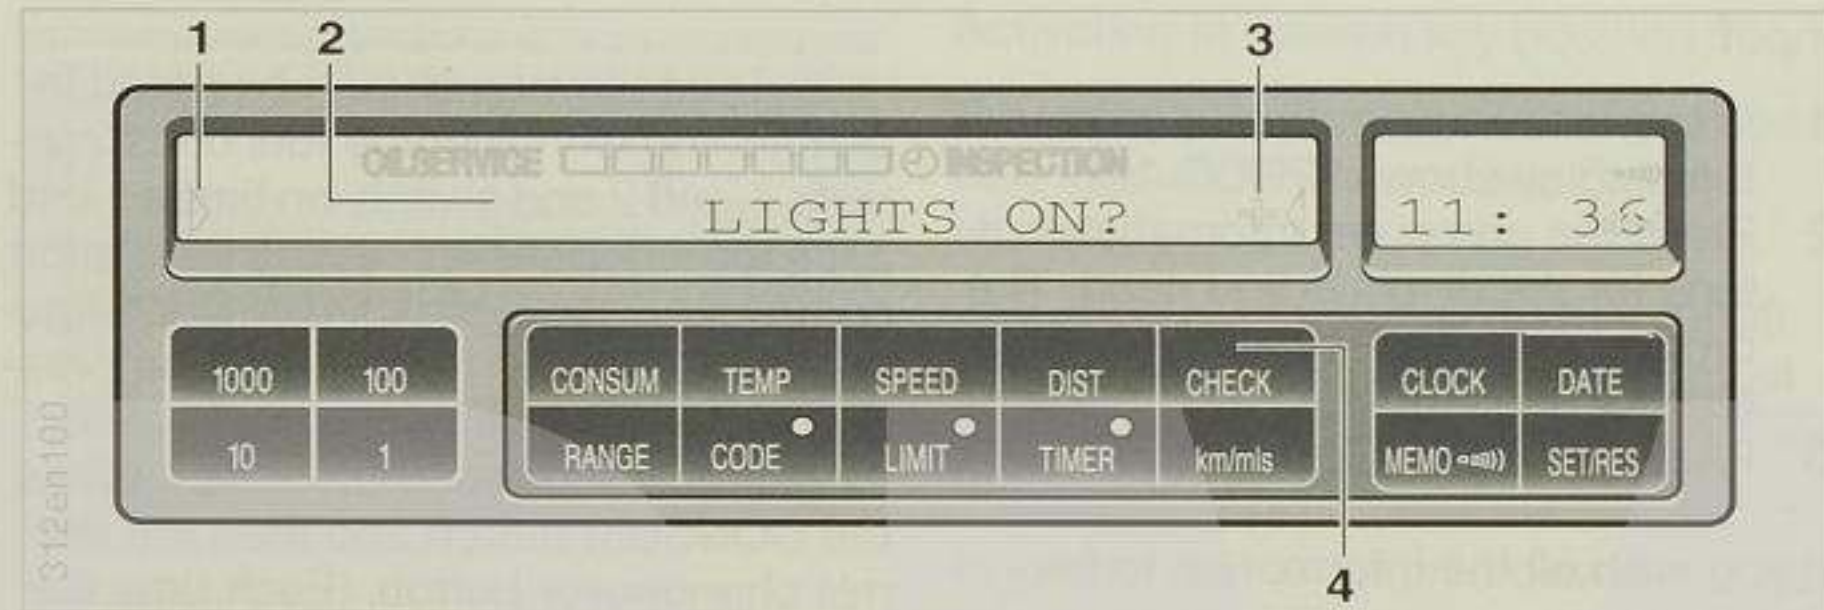 1 2 3
OILSERVICE INSPECTION
LIGHTS ON? 11: 36
1000 100 CONSUM TEMP SPEED DIST CHECK CLOCK DATE
10 1 RANGE CODE LIMIT TIMER km/mls MEMO SET/RES
4
312en100